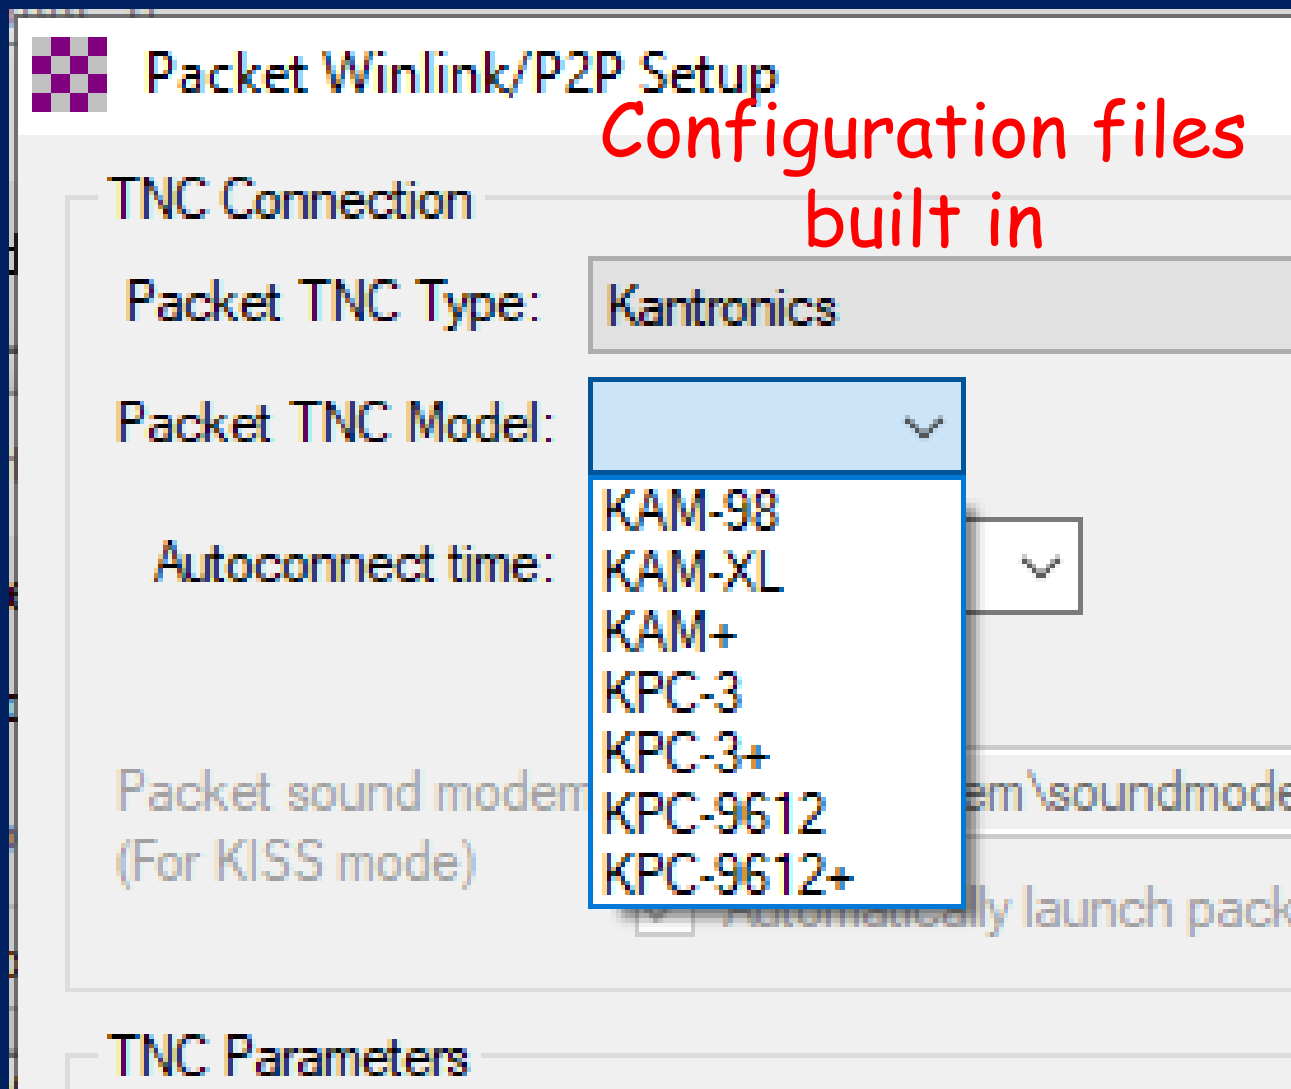 Packet Winlink/P2P Setup
Configuration files
built in
TNC Connection
Packet TNC Type: Kantronics
Packet TNC Model:
KAM-98
Autoconnect time:
KAM-XL
KAM+
KPC-3
KPC-3+
Packet sound modem
KPC-9612
(For KISS mode)
KPC-9612+
Automatically launch
TNC Parameters